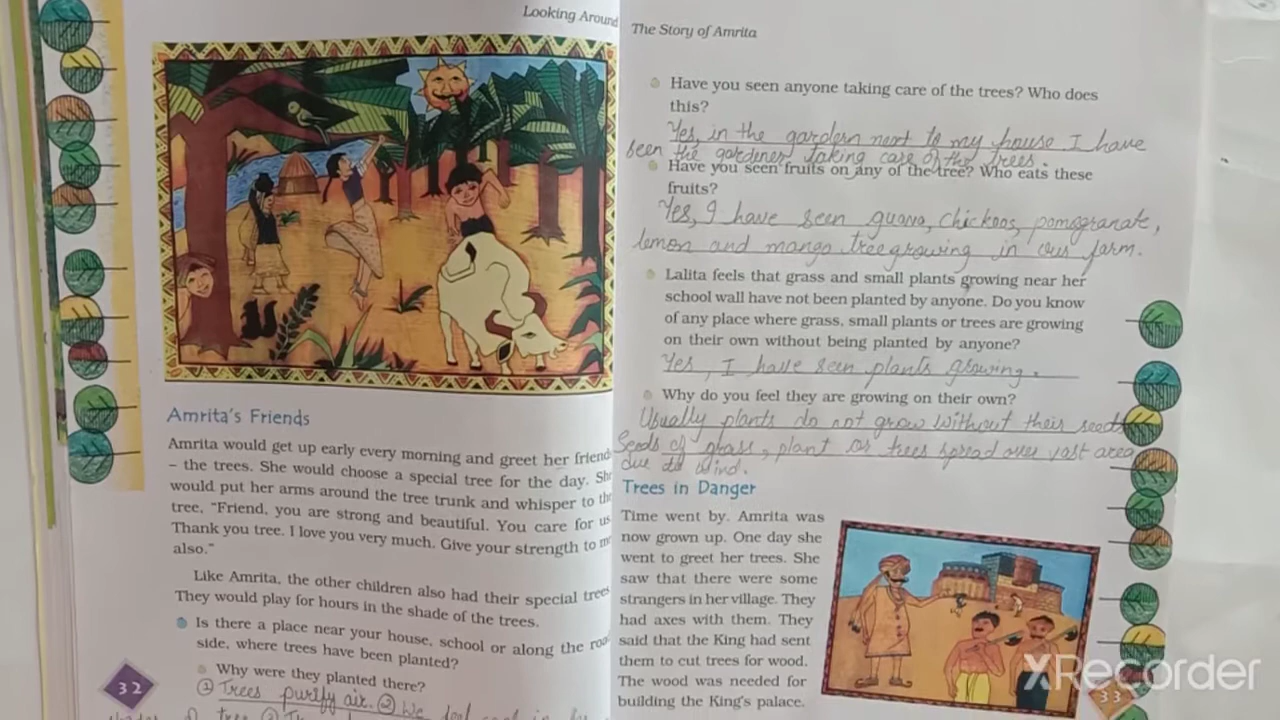 Looking Around
Amrita's Friends
Amrita would get up early every morning and greet her friend
– the trees. She would choose a special tree for the day. She
would put her arms around the tree trunk and whisper to the
tree, "Friend, you are strong and beautiful. You care for us.
Thank you tree. I love you very much. Give your strength to me
also."
Like Amrita, the other children also had their special trees
They would play for hours in the shade of the trees.
Is there a place near your house, school or along the roa
side, where trees have been planted?
Why were they planted there?
① Trees purify air. ② We feel cool in
32
The Story of Amrita
Have you seen anyone taking care of the trees? Who does
this?
Yes, in the gardern next to my house I have
seen the gardener taking care of the trees.
Have you seen fruits on any of the tree? Who eats these
fruits?
Yes, I have seen guava, chickoos, pomogranate,
lemon and mango tree growing in our farm.
Lalita feels that grass and small plants growing near her
school wall have not been planted by anyone. Do you know
of any place where grass, small plants or trees are growing
on their own without being planted by anyone?
Yes, I have seen plants growing.
Why do you feel they are growing on their own?
Usually plants do not grow without their seeds
Seeds of grass, plant or trees spread over vast area
due to wind.
Trees in Danger
Time went by. Amrita was
now grown up. One day she
went to greet her trees. She
saw that there were some
strangers in her village. They
had axes with them. They
said that the King had sent
them to cut trees for wood.
The wood was needed for
building the King's palace.
33
XRecorder